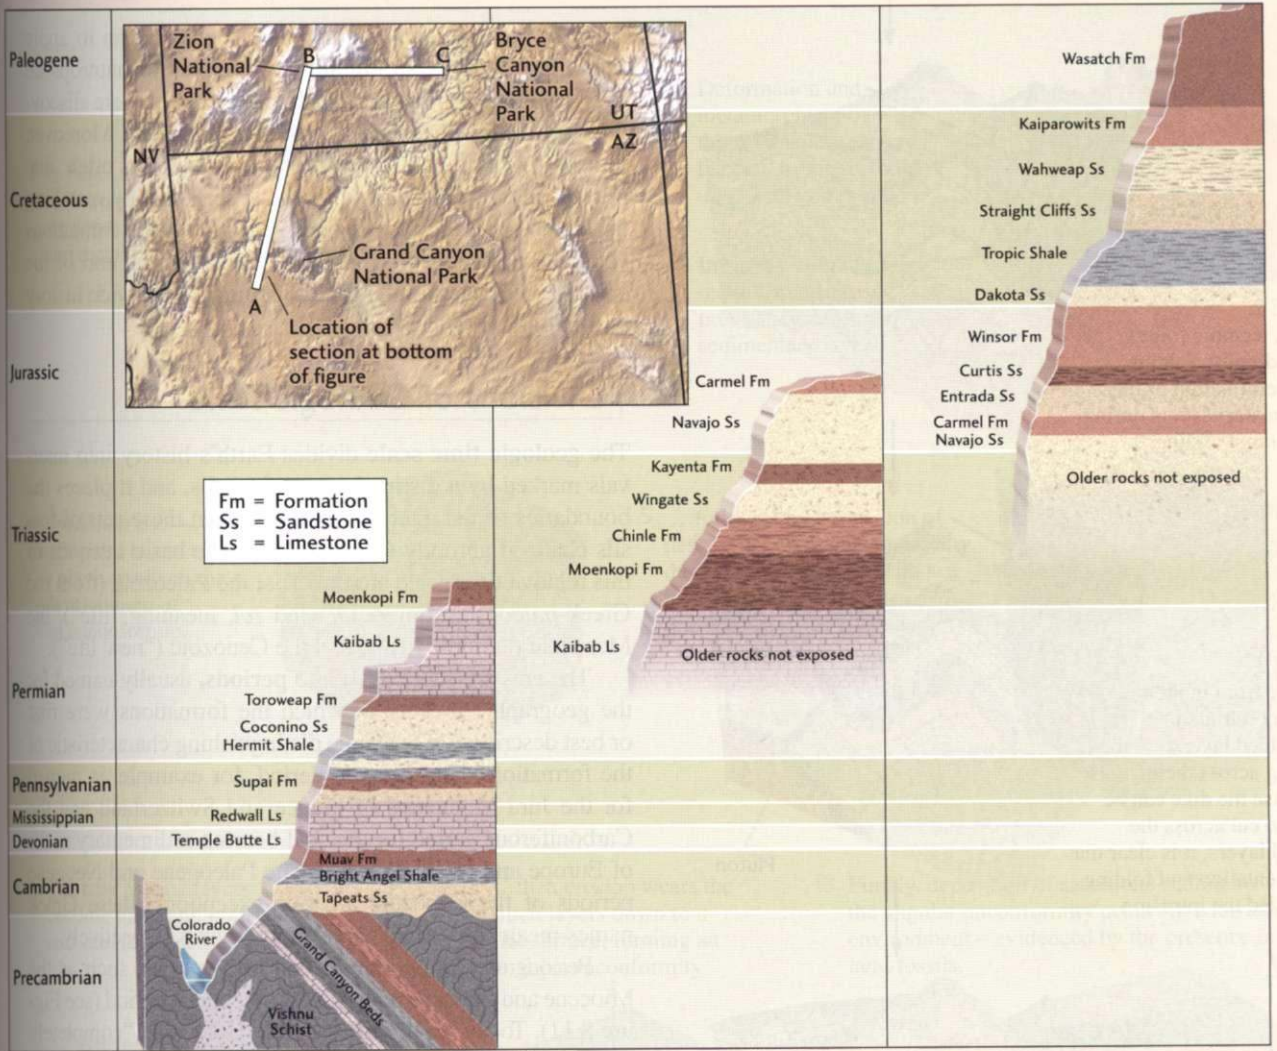 Paleogene
Cretaceous
Jurassic
Triassic
Permian
Pennsylvanian
Mississippian
Devonian
Cambrian
Precambrian
Zion
National
Park
B
C
Bryce
Canyon
National
Park
UT
AZ
NV
Grand Canyon
National Park
A
Location of
section at bottom
of figure
Fm = Formation
Ss = Sandstone
Ls = Limestone
Moenkopi Fm
Kaibab Ls
Toroweap Fm
Coconino Ss
Hermit Shale
Supai Fm
Redwall Ls
Temple Butte Ls
Muav Fm
Bright Angel Shale
Tapeats Ss
Colorado
River
Grand Canyon Beds
Vishnu
Schist
Carmel Fm
Navajo Ss
Kayenta Fm
Wingate Ss
Chinle Fm
Moenkopi Fm
Kaibab Ls
Older rocks not exposed
Wasatch Fm
Kaiparowits Fm
Wahweap Ss
Straight Cliffs Ss
Tropic Shale
Dakota Ss
Winsor Fm
Curtis Ss
Entrada Ss
Carmel Fm
Navajo Ss
Older rocks not exposed